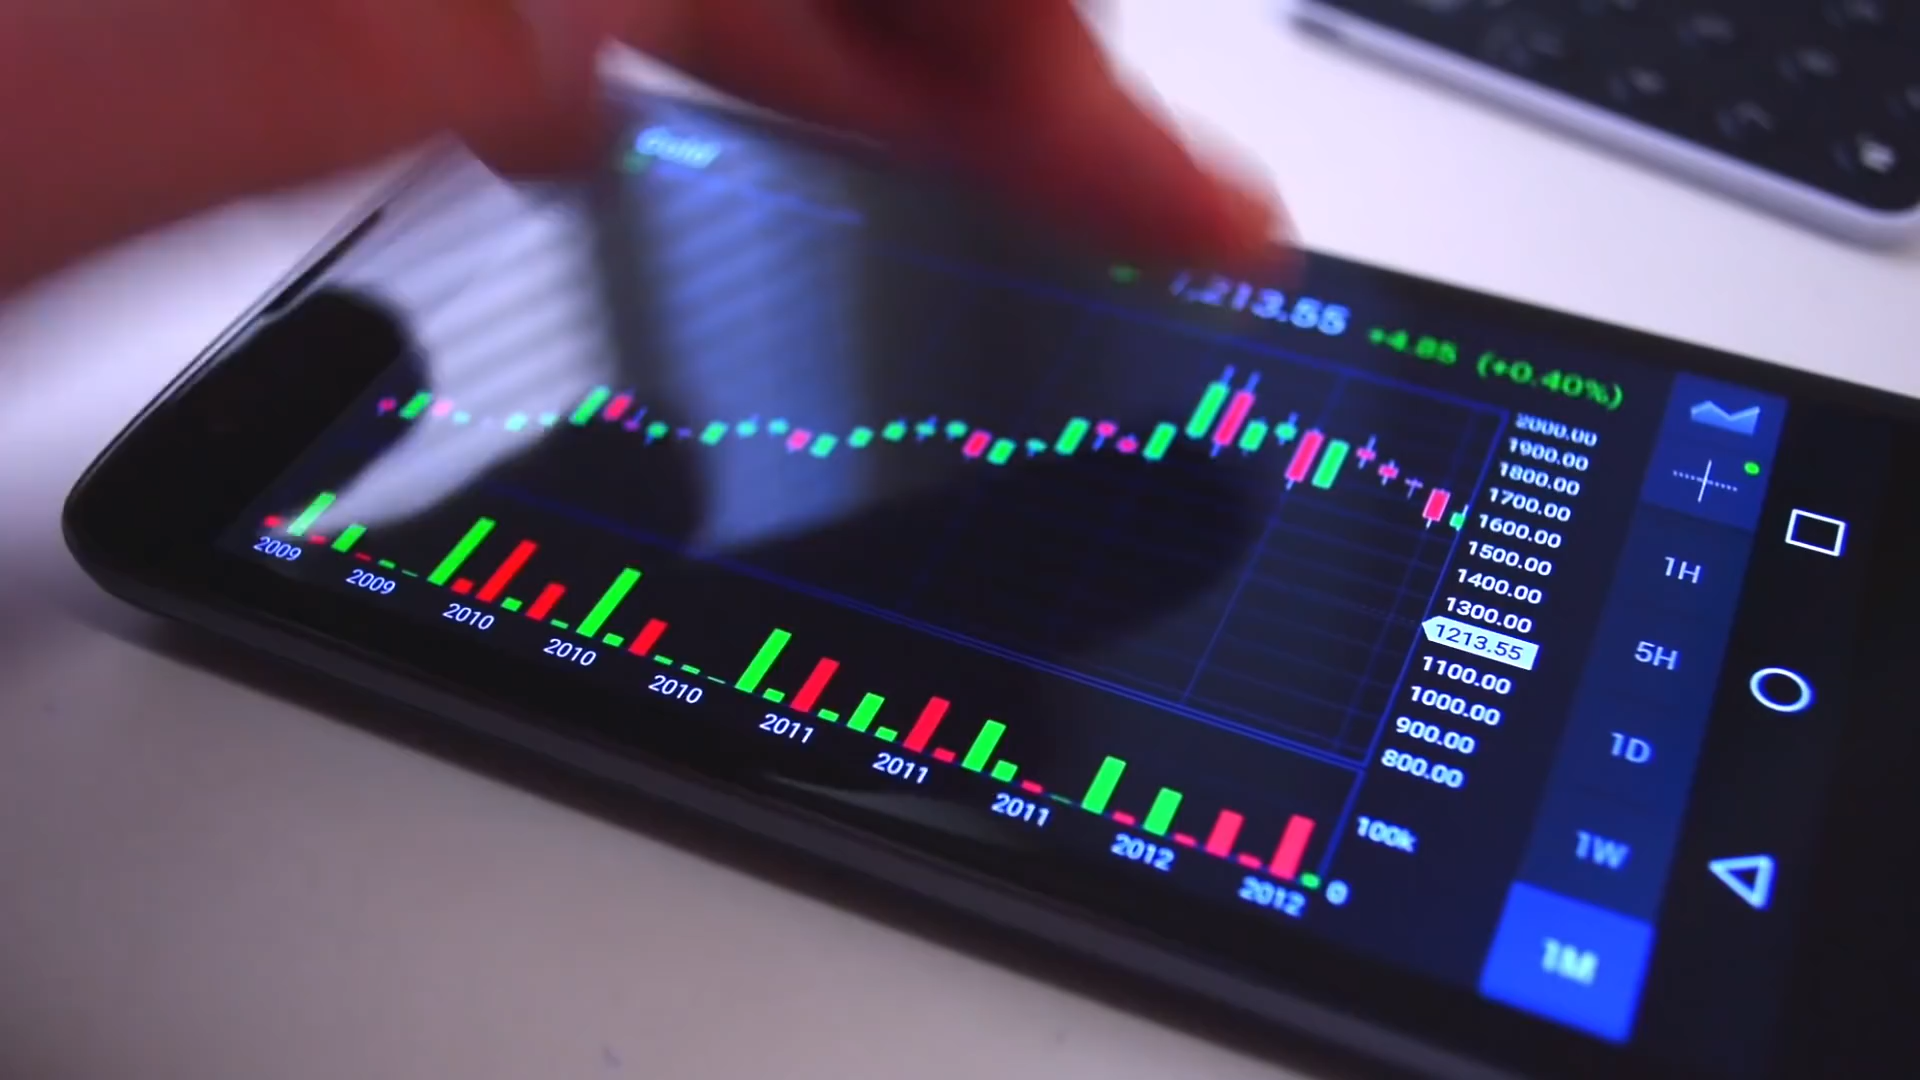 Gold
1,213.55 +4.85 (+0.40%)
2000.00
1900.00
1800.00
1700.00
1600.00
1500.00
1400.00
1300.00
1213.55
1100.00
1000.00
900.00
800.00
100k
0
2009 2009 2010 2010 2010 2011 2011 2011 2012 2012
1H
5H
1D
1W
1M